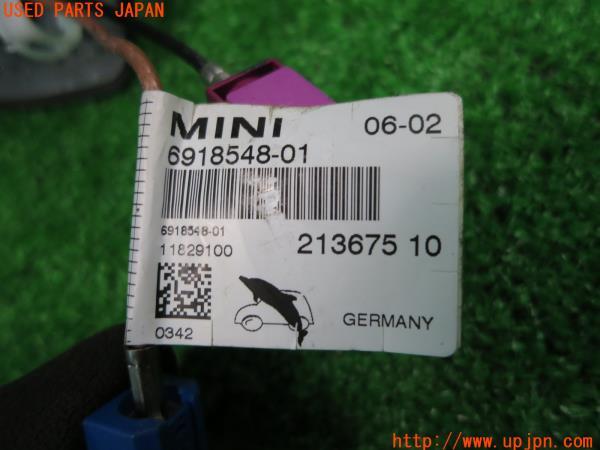 USED PARTS JAPAN
MINI 06-02
6918548-01
6918548-01
11829100 213675 10
0342 GERMANY
http://www.upjpn.com/